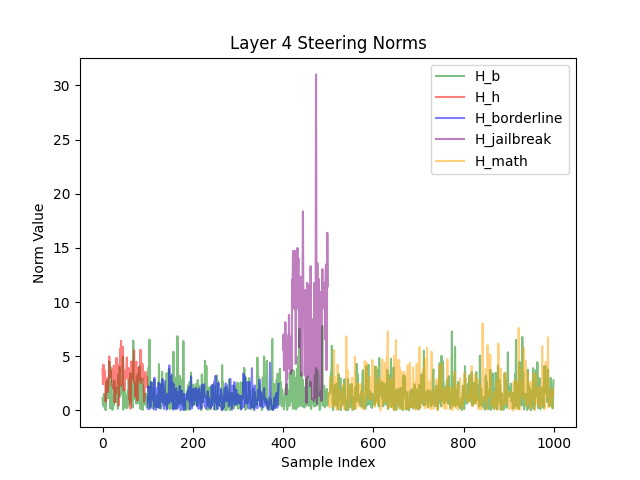 Layer 4 Steering Norms
H_b
H_h
H_borderline
H_jailbreak
H_math
30
25
20
15
10
5
0
Norm Value
0
200
400
600
800
1000
Sample Index